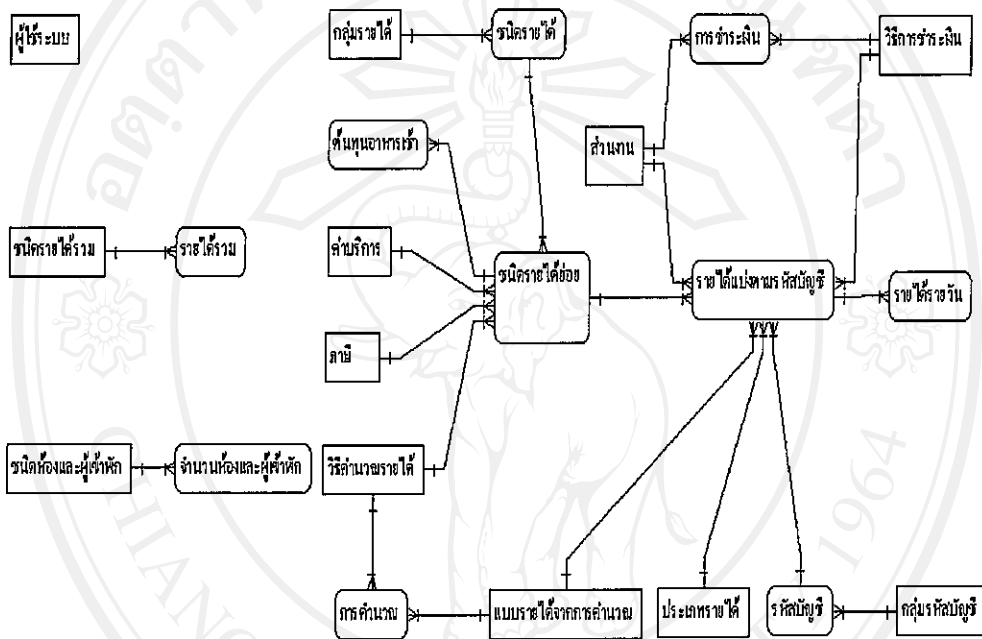 ผู้ใช้ระบบ
กลุ่มรายได้
ชนิดรายได้
การชำระเงิน
วิธีการชำระเงิน
ต้นทุนอาหารเช้า
ส่วนงาน
ชนิดรายได้รวม
รายได้รวม
ค่าบริการ
ชนิดรายได้ย่อย
รายได้แบ่งตามรหัสบัญชี
รายได้รายวัน
ภาษี
ชนิดห้องและผู้เข้าพัก
จำนวนห้องและผู้เข้าพัก
วิธีคำนวณรายได้
การคำนวณ
แบบรายได้จากการคำนวณ
ประเภทรายได้
รหัสบัญชี
กลุ่มรหัสบัญชี
1964